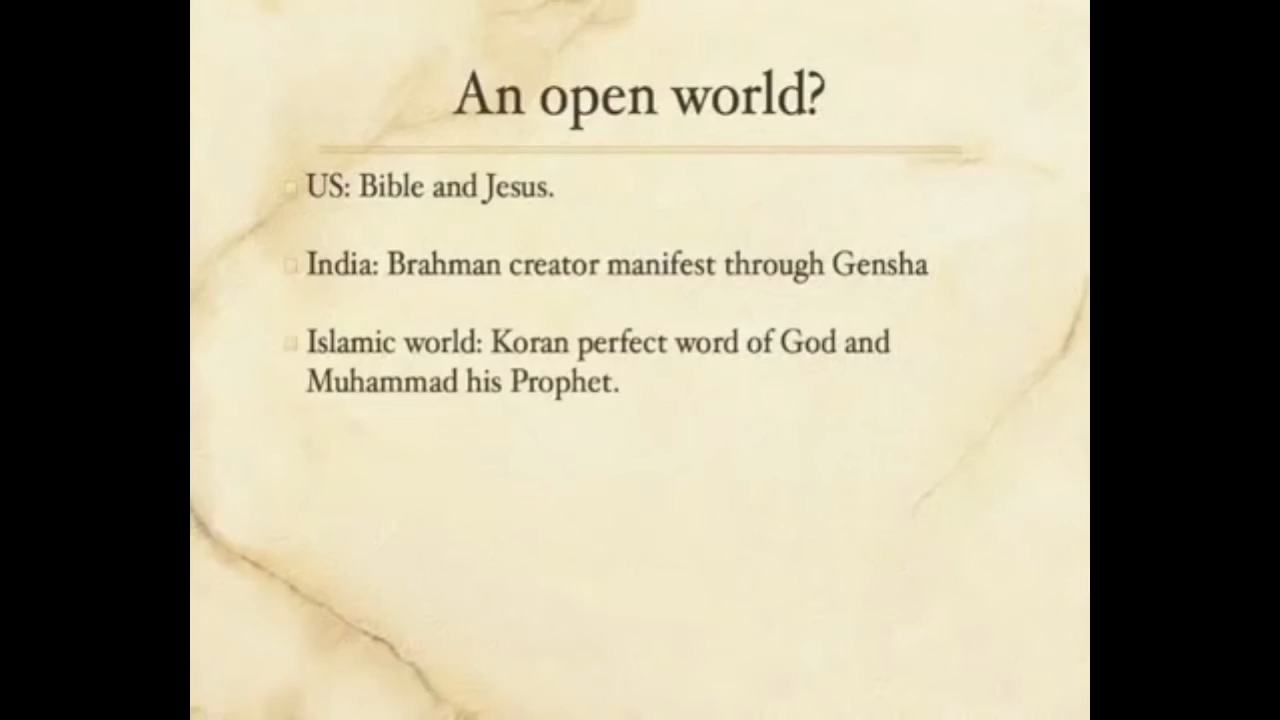 An open world?
US: Bible and Jesus.
India: Brahman creator manifest through Gensha
Islamic world: Koran perfect word of God and
Muhammad his Prophet.